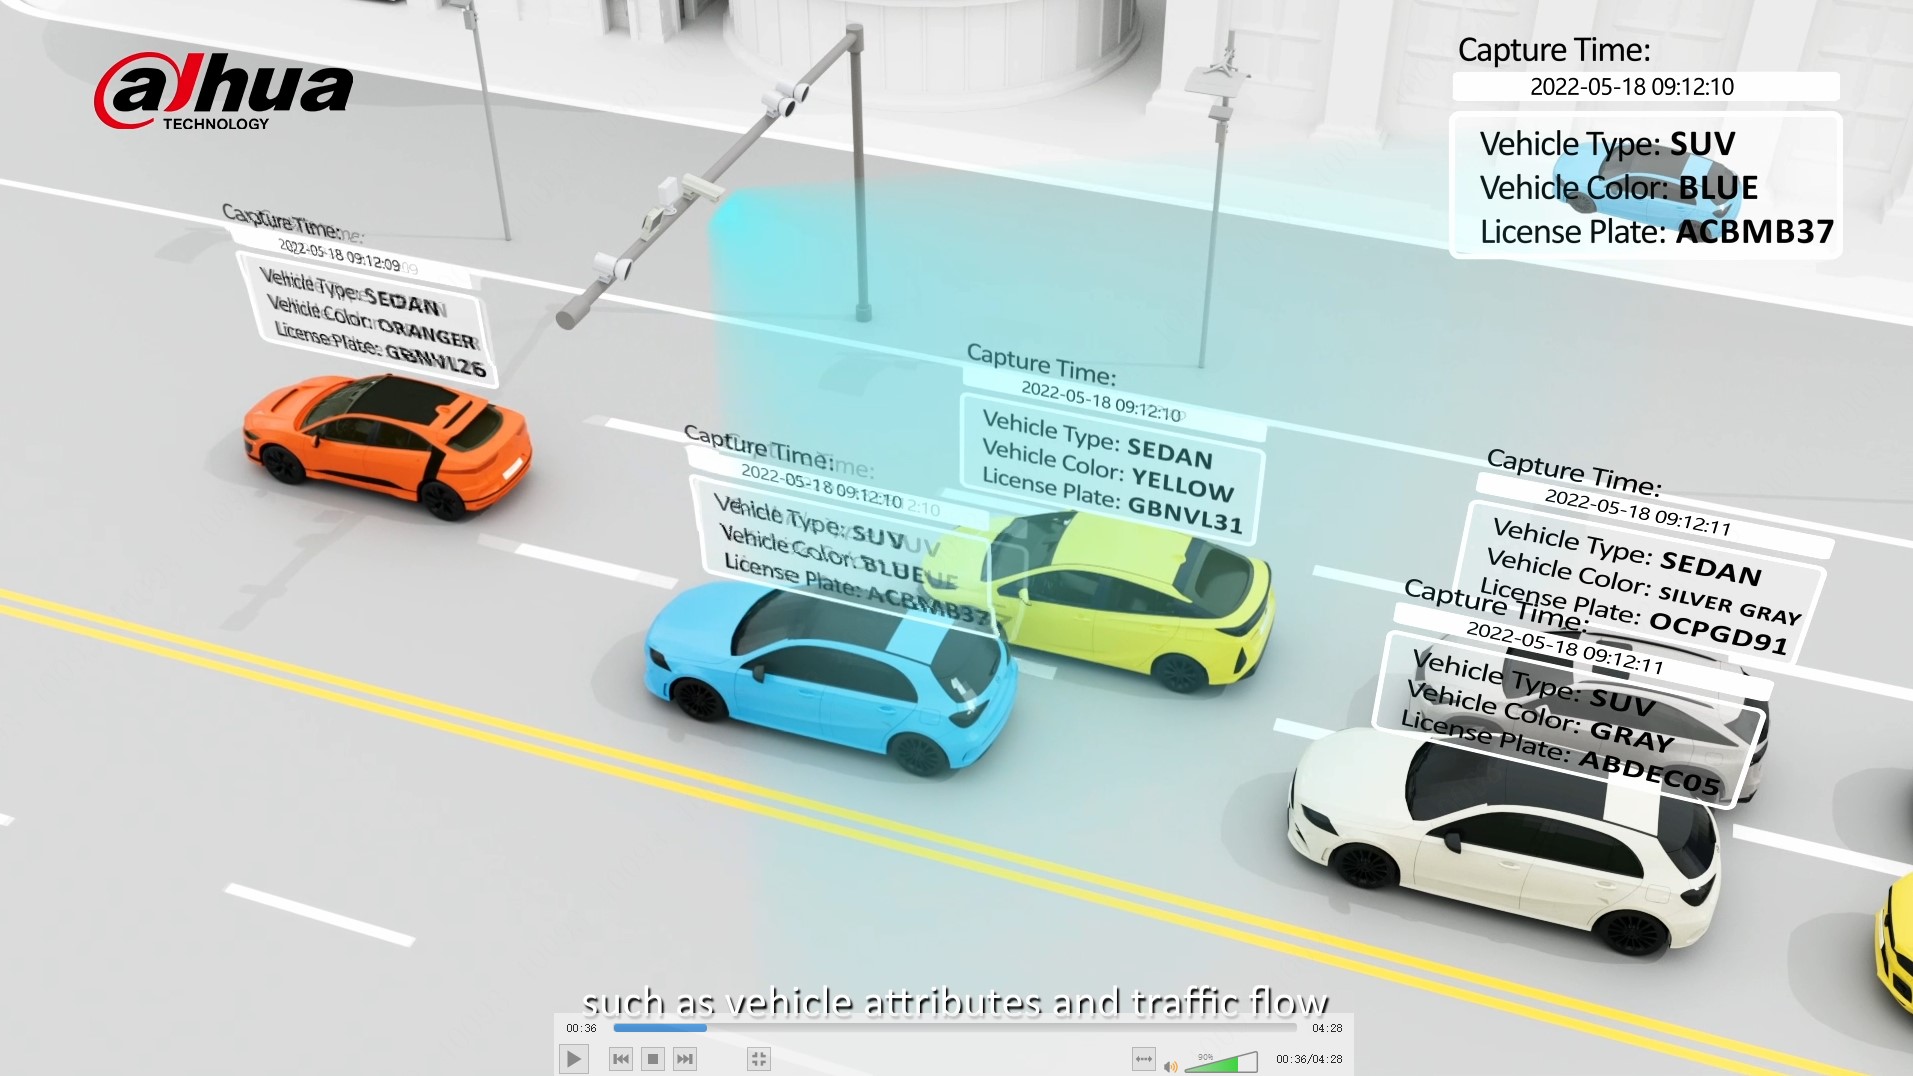 alhua
TECHNOLOGY
Capture Time:
2022-05-18 09:12:10
Vehicle Type: SUV
Vehicle Color: BLUE
License Plate: ACBMB37
Capture Time:
2022-05-18 09:12:09
Vehicle Type: SEDAN
Vehicle Color: ORANGER
License Plate: GBNVL26
Capture Time:
2022-05-18 09:12:10
Vehicle Type: SEDAN
Vehicle Color: YELLOW
License Plate: GBNVL31
Capture Time:
2022-05-18 09:12:10
Vehicle Type: SUV
Vehicle Color: BLUE
License Plate: ACBMB37
Capture Time:
2022-05-18 09:12:11
Vehicle Type: SEDAN
Vehicle Color: SILVER GRAY
License Plate: OCPGD91
Capture Time:
2022-05-18 09:12:11
Vehicle Type: SUV
Vehicle Color: GRAY
License Plate: ABDEC05
such as vehicle attributes and traffic flow
00:36 04:28
90% 00:36/04:28